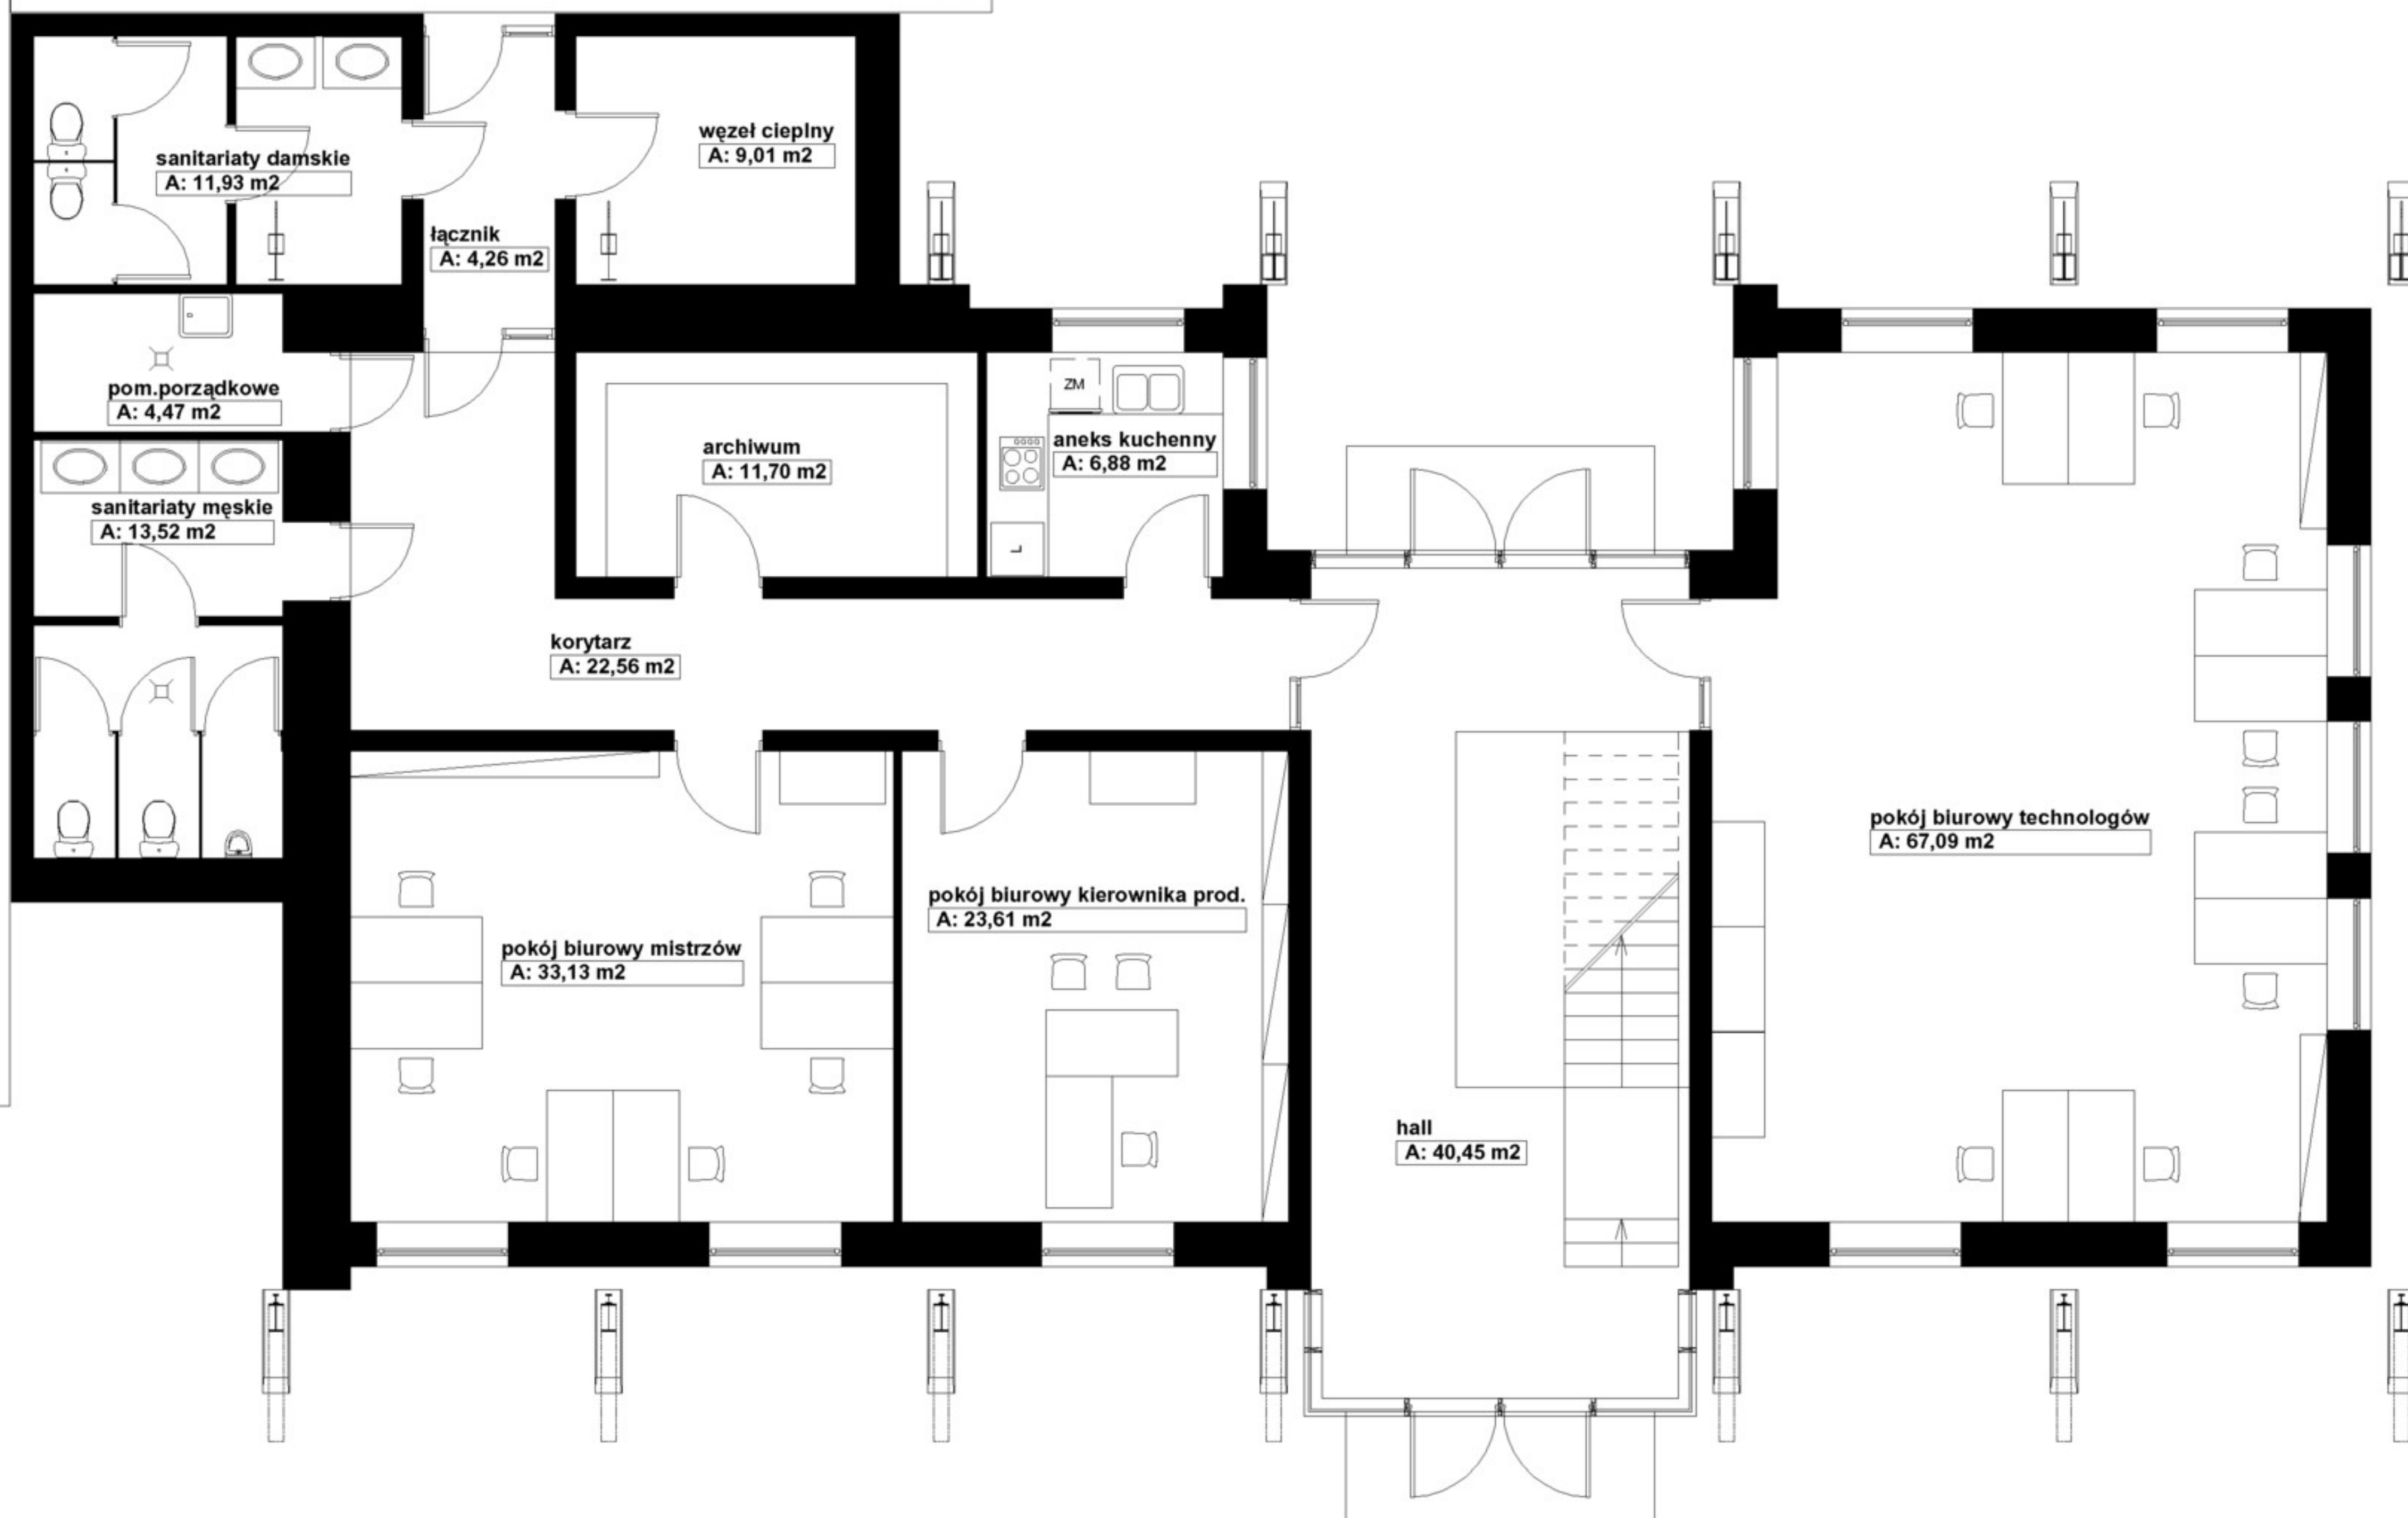 węzeł cieplny
A: 9,01 m2
sanitariaty damskie
A: 11,93 m2
łącznik
A: 4,26 m2
pom.porządkowe
A: 4,47 m2
ZM
archiwum
A: 11,70 m2
aneks kuchenny
A: 6,88 m2
sanitariaty męskie
A: 13,52 m2
L
korytarz
A: 22,56 m2
pokój biurowy technologów
A: 67,09 m2
pokój biurowy kierownika prod.
A: 23,61 m2
pokój biurowy mistrzów
A: 33,13 m2
hall
A: 40,45 m2